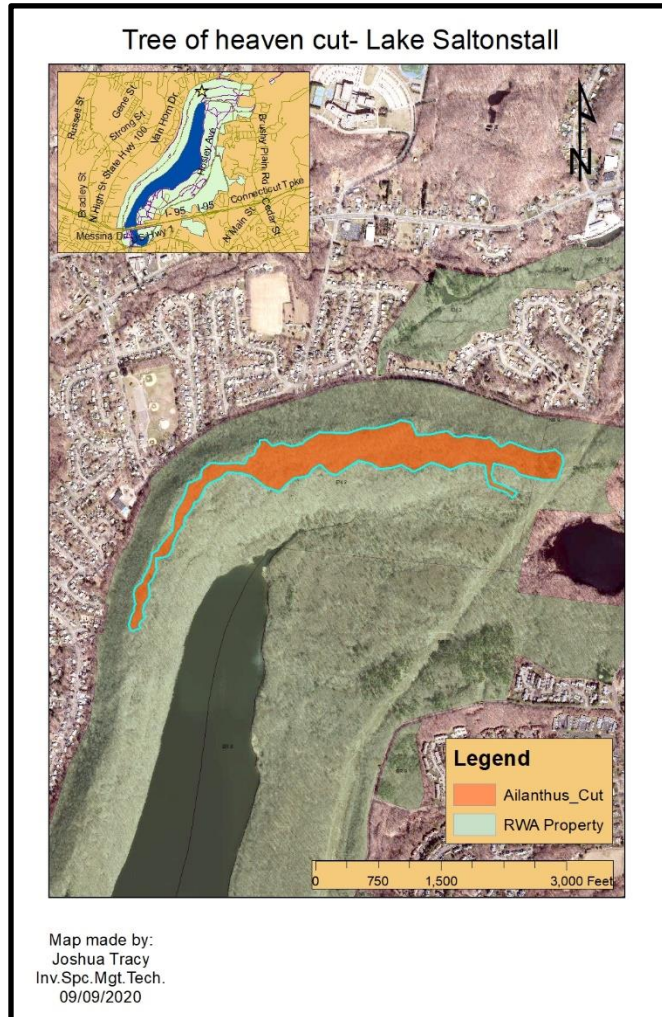 Tree of heaven cut- Lake Saltonstall
Russell St
Gene St
Strong St
State Hwy 100
Van Horn Dr
Hosley Ave
Brushy Plain Rd
Bradley St
N High St
I- 95
I-95
Connecticut Tpke
Cedar St
N Main St
Messina Dr
Hwy 1
N
Legend
Ailanthus_Cut
RWA Property
0 750 1,500 3,000 Feet
Map made by:
Joshua Tracy
Inv.Spc.Mgt.Tech.
09/09/2020